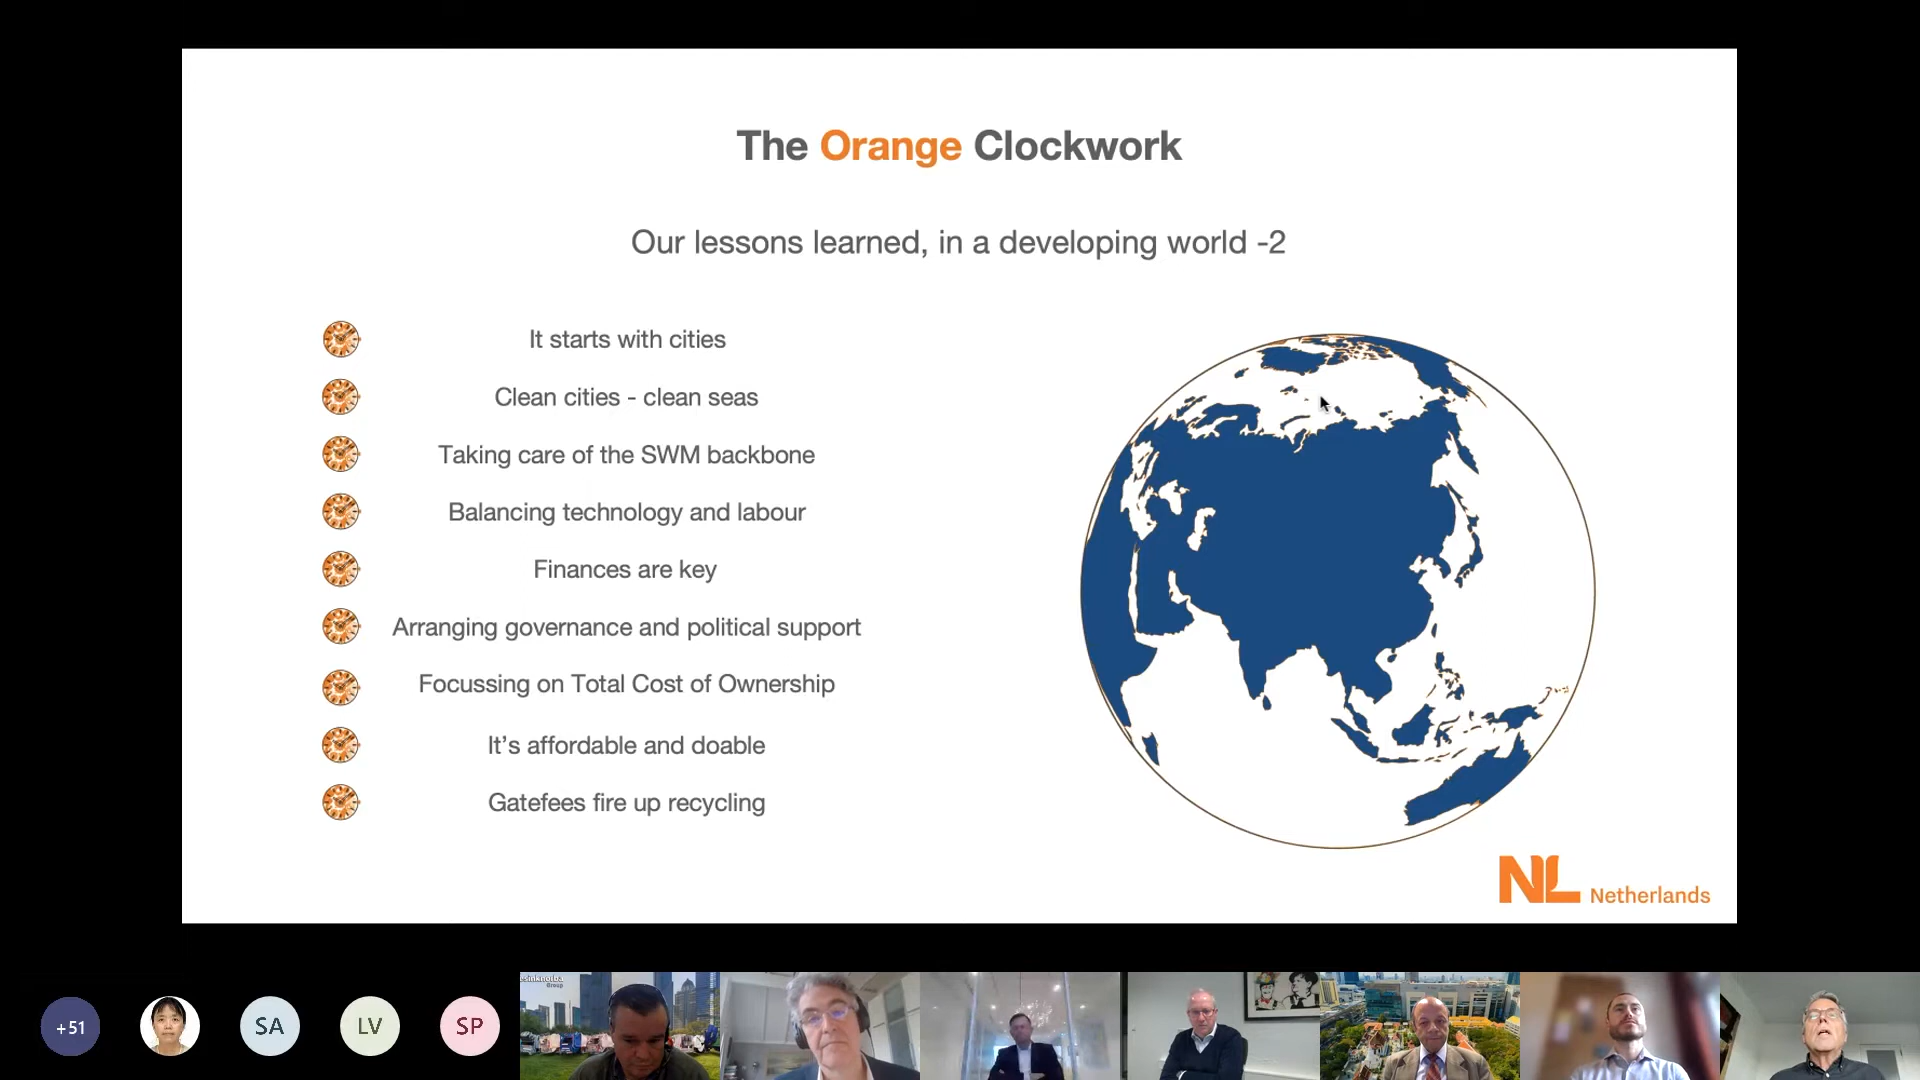 The Orange Clockwork
Our lessons learned, in a developing world -2
It starts with cities
Clean cities - clean seas
Taking care of the SWM backbone
Balancing technology and labour
Finances are key
Arranging governance and political support
Focussing on Total Cost of Ownership
It's affordable and doable
Gatefees fire up recycling
NL Netherlands
+51
SA
LV
SP
Group